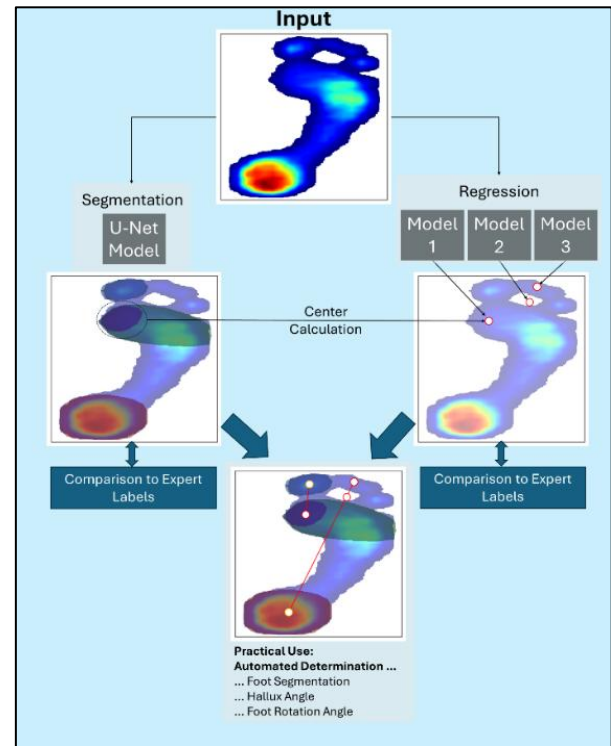 Input
Segmentation
U-Net
Model
Regression
Model
1
Model
2
Model
3
Center
Calculation
Comparison to Expert
Labels
Comparison to Expert
Labels
Practical Use:
Automated Determination ...
... Foot Segmentation
... Hallux Angle
... Foot Rotation Angle